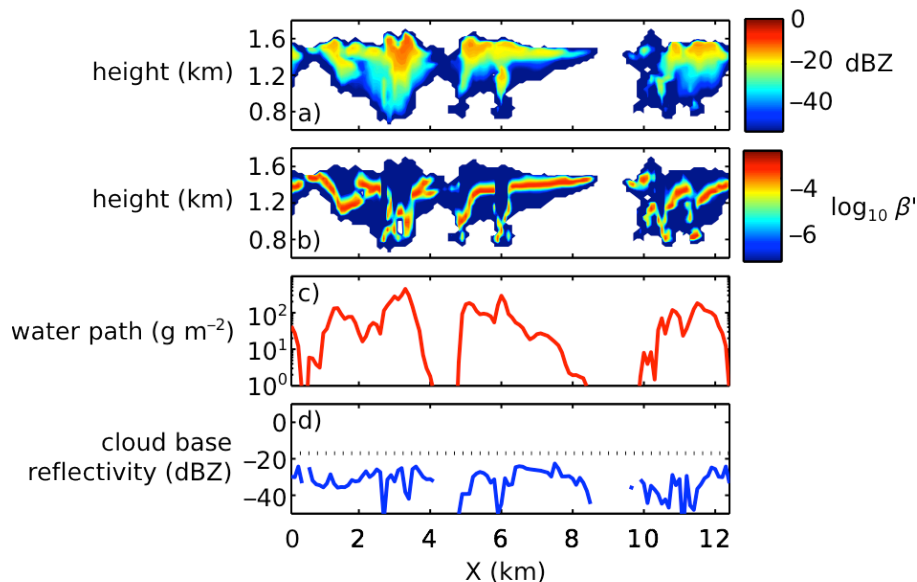 0
1.6
height (km)
1.2
−20
dBZ
0.8
a)
−40
1.6
height (km)
1.2
−4
log10 β'
0.8
b)
−6
c)
10²
water path (g m⁻²)
10¹
10⁰
d)
0
cloud base
−20
reflectivity (dBZ)
−40
0 2 4 6 8 10 12
X (km)